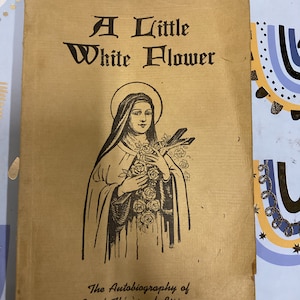 A Little
White Flower
The Autobiography of